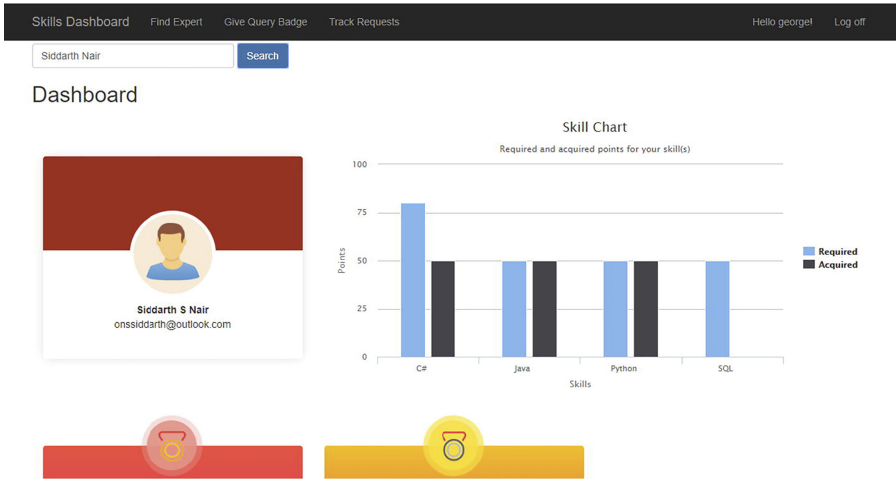 Skills Dashboard Find Expert Give Query Badge Track Requests Hello george! Log off
Siddarth Nair Search
Dashboard
Skill Chart
Required and acquired points for your skill(s)
100
75
50
25
0
Points
C# Java Python SQL
Skills
Required
Acquired
Siddarth S Nair
onssiddarth@outlook.com